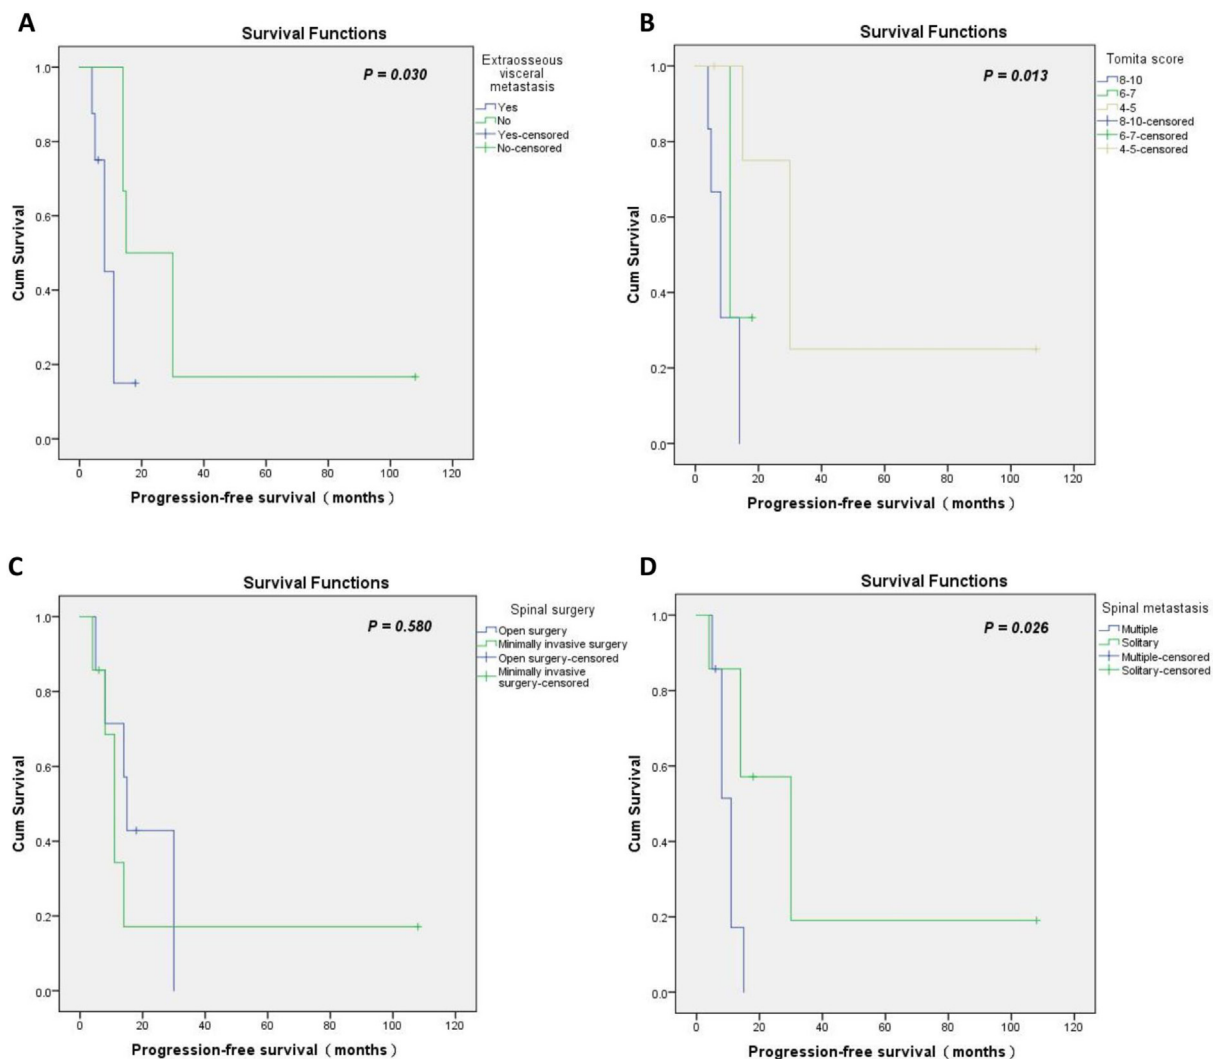 A
Survival Functions
P = 0.030
Extraosseous
visceral
metastasis
Yes
No
Yes-censored
No-censored
Cum Survival
1.0
0.8
0.6
0.4
0.2
0.0
0 20 40 60 80 100 120
Progression-free survival（months）
B
Survival Functions
P = 0.013
Tomita score
8-10
6-7
4-5
8-10-censored
6-7-censored
4-5-censored
Cum Survival
1.0
0.8
0.6
0.4
0.2
0.0
0 20 40 60 80 100 120
Progression-free survival（months）
C
Survival Functions
P = 0.580
Spinal surgery
Open surgery
Minimally invasive surgery
Open surgery-censored
Minimally invasive
surgery-censored
Cum Survival
1.0
0.8
0.6
0.4
0.2
0.0
0 20 40 60 80 100 120
Progression-free survival（months）
D
Survival Functions
P = 0.026
Spinal metastasis
Multiple
Solitary
Multiple-censored
Solitary-censored
Cum Survival
1.0
0.8
0.6
0.4
0.2
0.0
0 20 40 60 80 100 120
Progression-free survival（months）